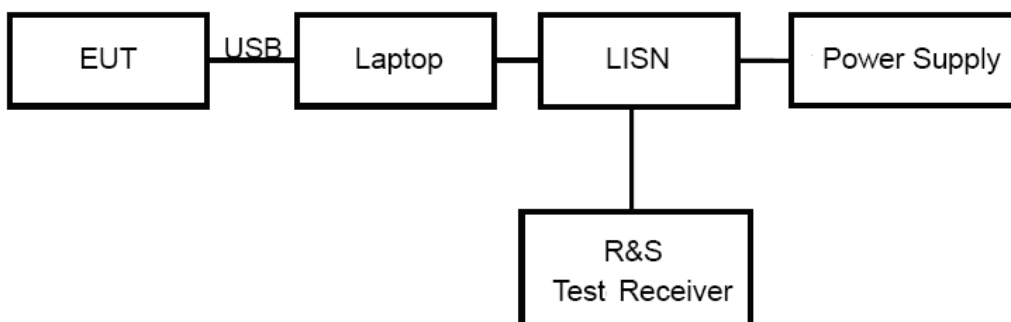 EUT
USB
Laptop
LISN
Power Supply
R&S
Test Receiver